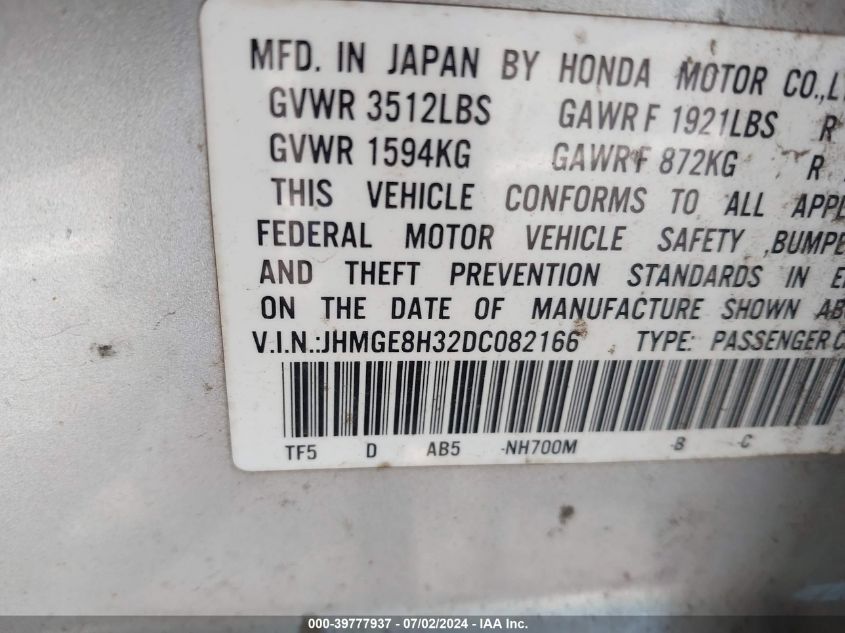 MFD. IN JAPAN BY HONDA MOTOR CO.,
GVWR 3512LBS GAWR F 1921LBS R
GVWR 1594KG GAWR F 872KG R
THIS VEHICLE CONFORMS TO ALL
FEDERAL MOTOR VEHICLE SAFETY ,
AND THEFT PREVENTION STANDARDS IN
ON THE DATE OF MANUFACTURE SHOWN
V.I.N.:JHMGE8H32DC082166 TYPE: PASSENGER
TF5 D AB5 -NH700M -B -C
000-39777937 - 07/02/2024 - IAA Inc.